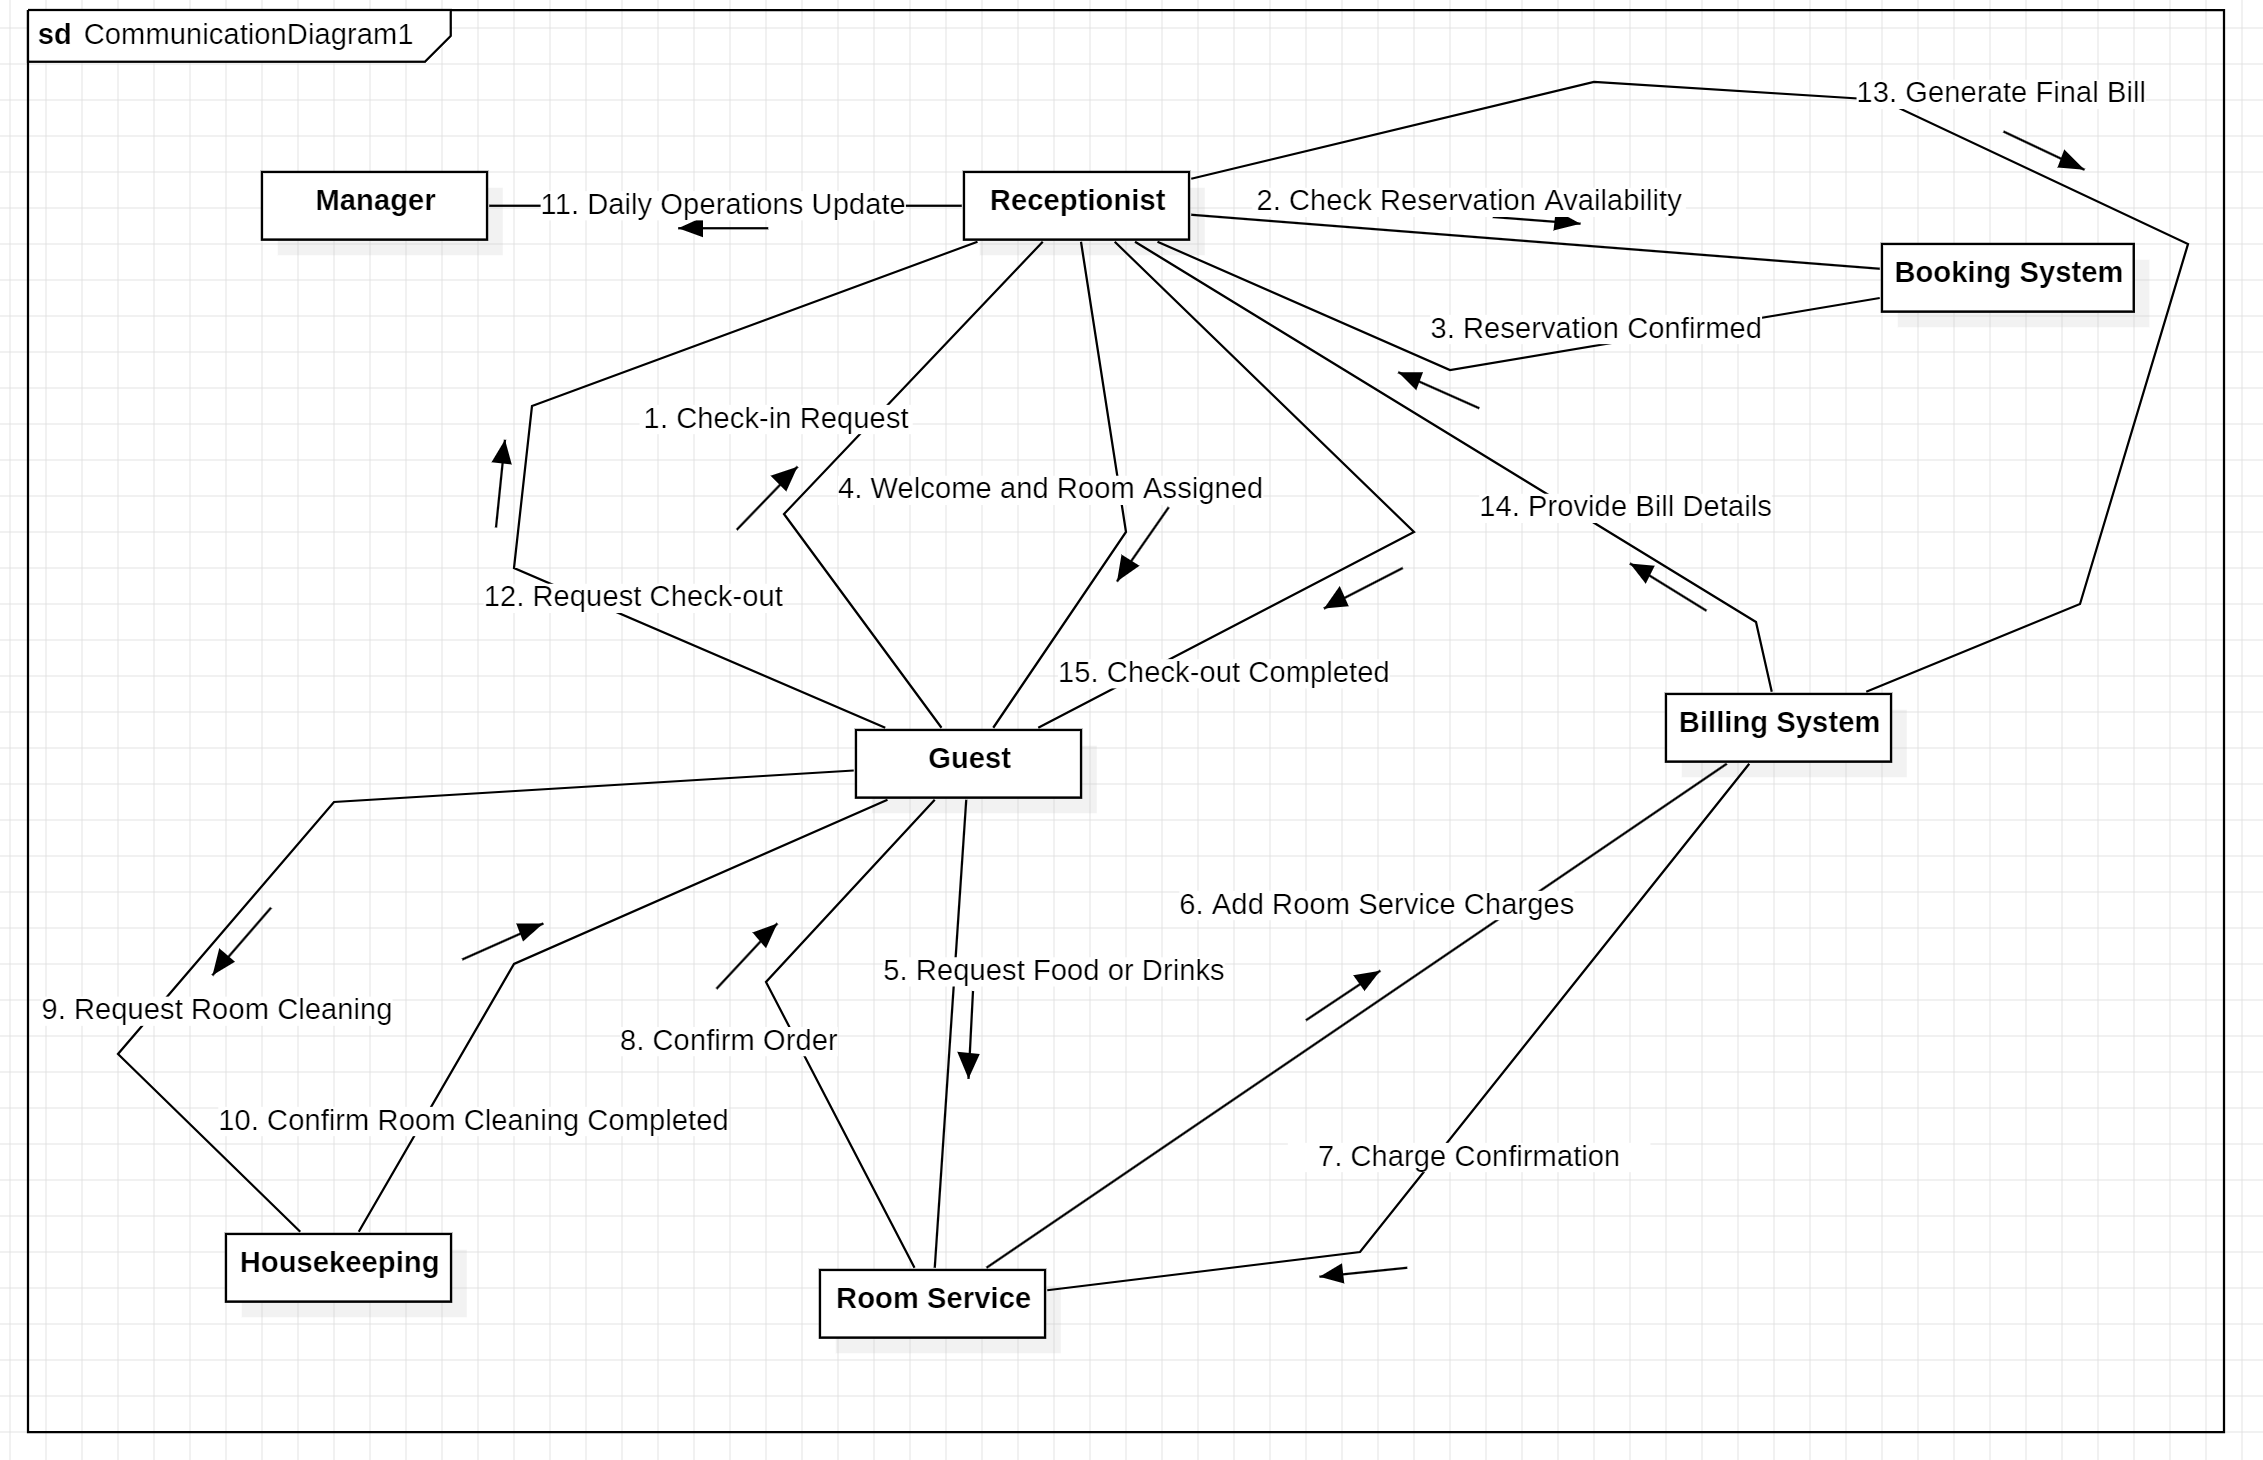 sd CommunicationDiagram1
13. Generate Final Bill
Manager
11. Daily Operations Update
Receptionist
2. Check Reservation Availability
Booking System
3. Reservation Confirmed
1. Check-in Request
4. Welcome and Room Assigned
14. Provide Bill Details
12. Request Check-out
15. Check-out Completed
Billing System
Guest
6. Add Room Service Charges
5. Request Food or Drinks
9. Request Room Cleaning
8. Confirm Order
10. Confirm Room Cleaning Completed
7. Charge Confirmation
Housekeeping
Room Service